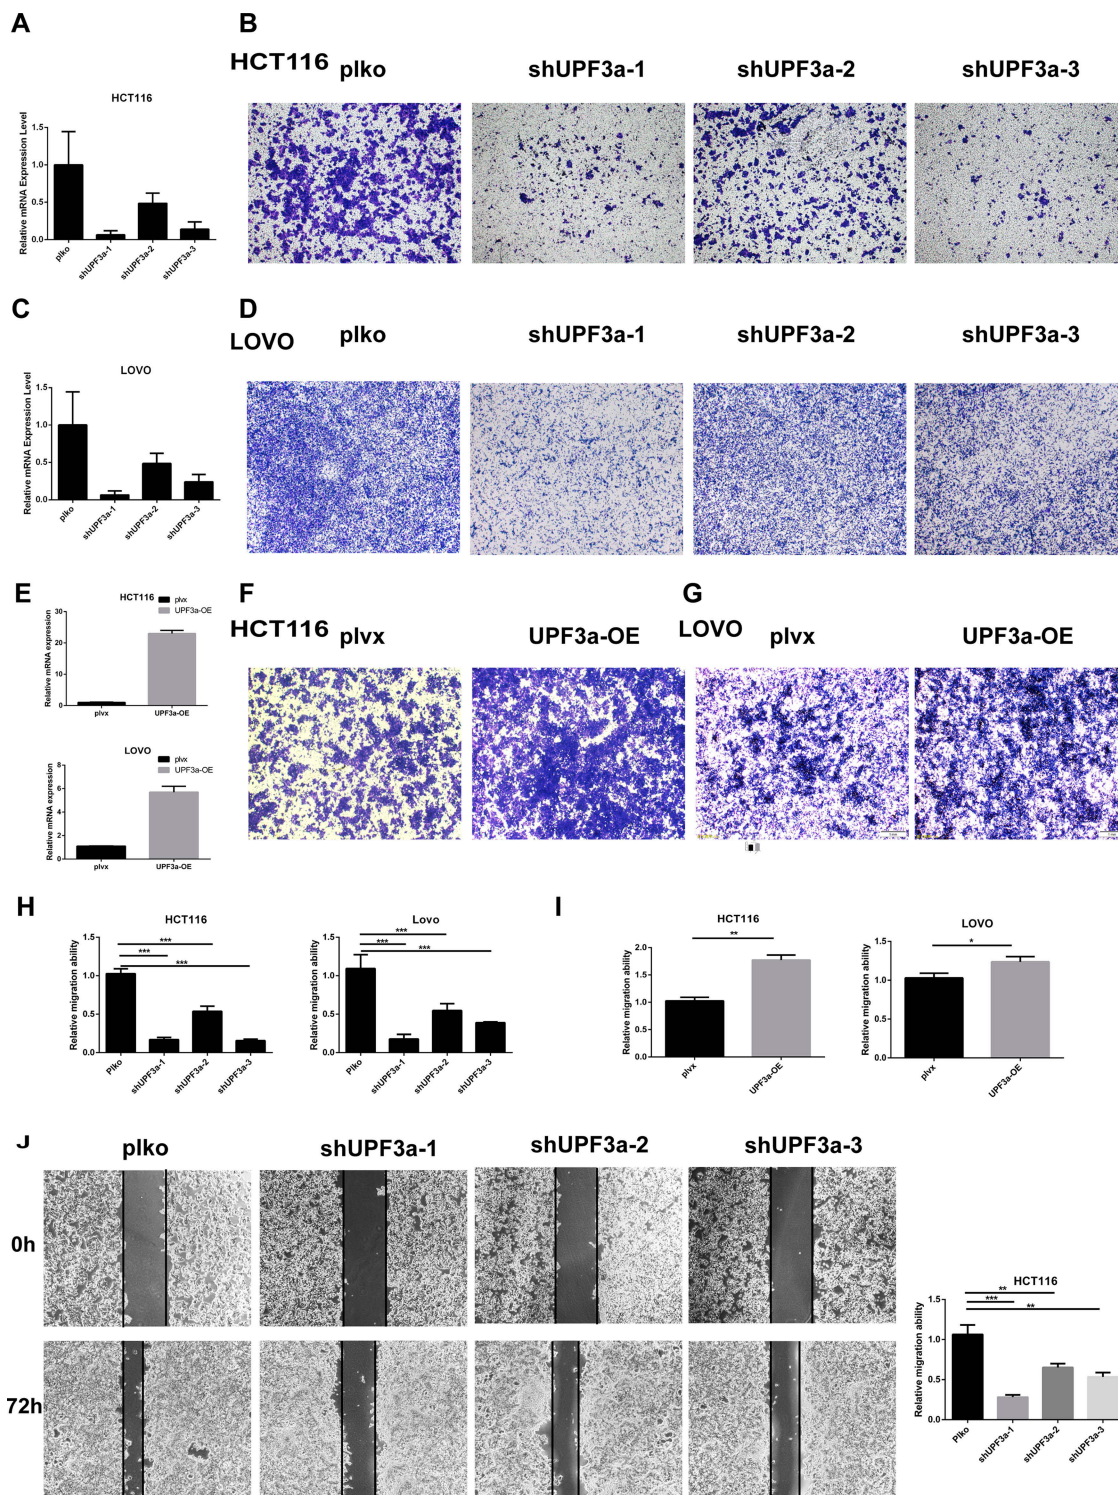 A
HCT116
Relative mRNA Expression Level
1.5
1.0
0.5
0.0
plko
shUPF3a-1
shUPF3a-2
shUPF3a-3
B
HCT116
plko
shUPF3a-1
shUPF3a-2
shUPF3a-3
C
LOVO
Relative mRNA Expression Level
1.5
1.0
0.5
0.0
plko
shUPF3a-1
shUPF3a-2
shUPF3a-3
D
LOVO
plko
shUPF3a-1
shUPF3a-2
shUPF3a-3
E
HCT116
plvx
UPF3a-OE
Relative mRNA expression
30
20
10
0
plvx
UPF3a-OE
LOVO
plvx
UPF3a-OE
Relative mRNA expression
8
6
4
2
0
plvx
UPF3a-OE
F
HCT116
plvx
UPF3a-OE
G
LOVO
plvx
UPF3a-OE
H
HCT116
Relative migration ability
1.5
1.0
0.5
0.0
***
***
***
Plko
shUPF3a-1
shUPF3a-2
shUPF3a-3
Lovo
Relative migration ability
1.5
1.0
0.5
0.0
***
***
***
Plko
shUPF3a-1
shUPF3a-2
shUPF3a-3
I
HCT116
Relative migration ability
2.0
1.5
1.0
0.5
0.0
**
plvx
UPF3a-OE
LOVO
Relative migration ability
1.5
1.0
0.5
0.0
*
plvx
UPF3a-OE
J
plko
shUPF3a-1
shUPF3a-2
shUPF3a-3
0h
72h
HCT116
Relative migration ability
1.5
1.0
0.5
0.0
**
***
**
Plko
shUPF3a-1
shUPF3a-2
shUPF3a-3